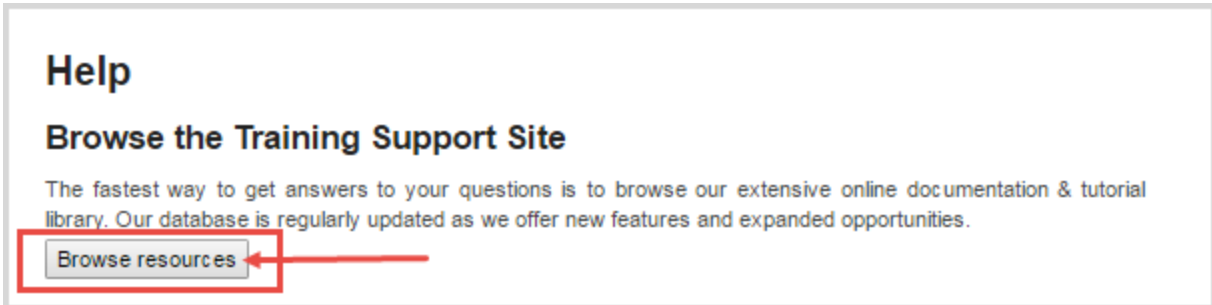 Help
Browse the Training Support Site
The fastest way to get answers to your questions is to browse our extensive online documentation & tutorial
library. Our database is regularly updated as we offer new features and expanded opportunities.
Browse resources